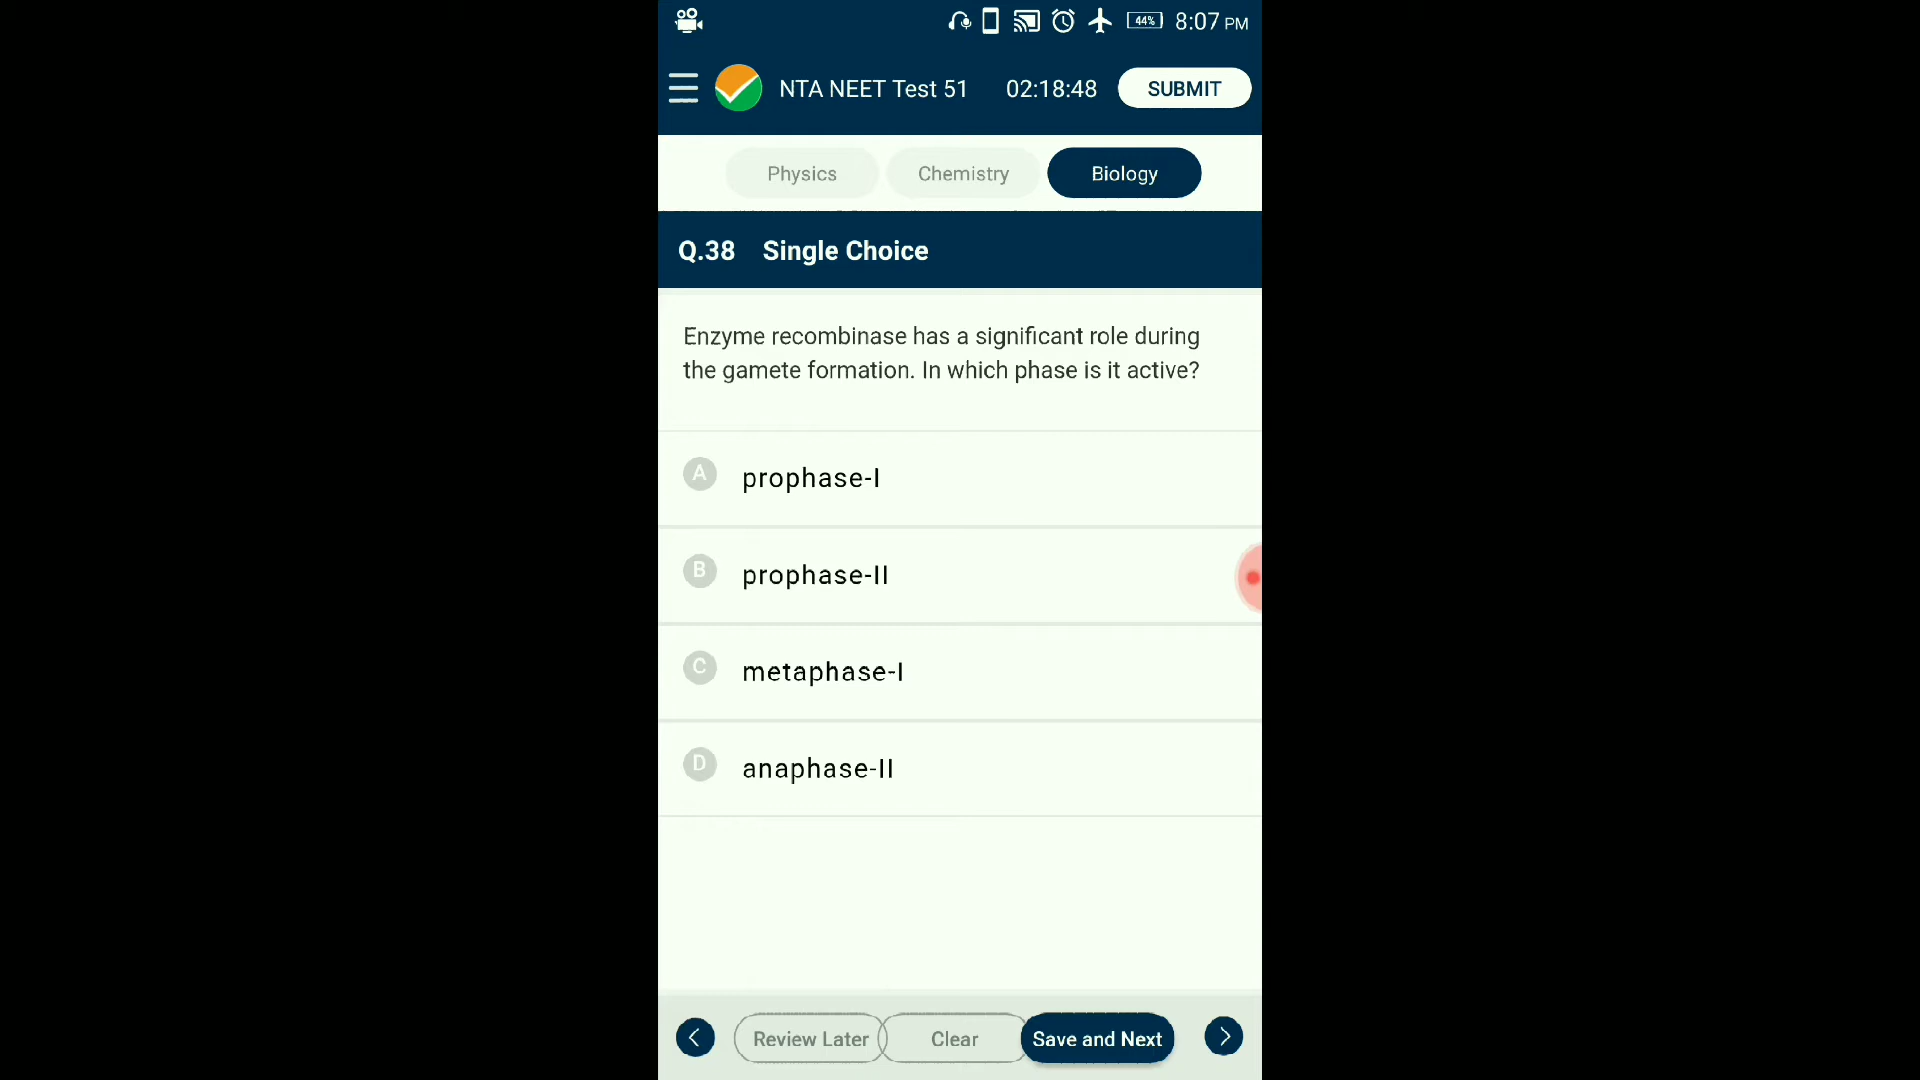 44% 8:07 PM
NTA NEET Test 51 02:18:48 SUBMIT
Physics Chemistry Biology
Q.38 Single Choice
Enzyme recombinase has a significant role during
the gamete formation. In which phase is it active?
A prophase-I
B prophase-II
C metaphase-I
D anaphase-II
Review Later Clear Save and Next